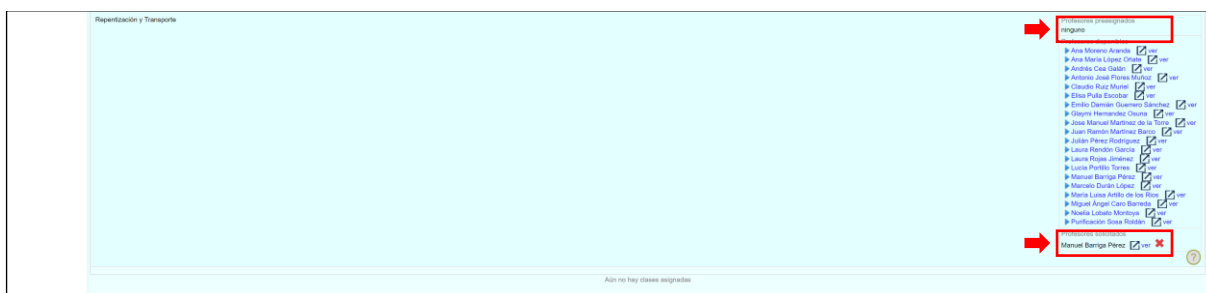 Repentización y Transporte
Profesores preasignados
ninguno
Profesores disponibles
Ana Moreno Aranda ver
Ana María López Oñate ver
Andrés Cea Galán ver
Antonio José Flores Muñoz ver
Claudio Ruiz Muriel ver
Elisa Pulla Escobar ver
Emilio Damián Guerrero Sánchez ver
Glaymi Hernandez Osuna ver
Jose Manuel Martinez de la Torre ver
Juan Ramón Martínez Barco ver
Julián Pérez Rodríguez ver
Laura Rendón García ver
Laura Rojas Jiménez ver
Lucía Portillo Torres ver
Manuel Barriga Pérez ver
Marcelo Durán López ver
María Luisa Artillo de los Ríos ver
Miguel Ángel Caro Barreda ver
Noelia Lobato Montoya ver
Purificación Sosa Roldán ver
Profesores solicitados
Manuel Barriga Pérez ver
?
Aún no hay clases asignadas